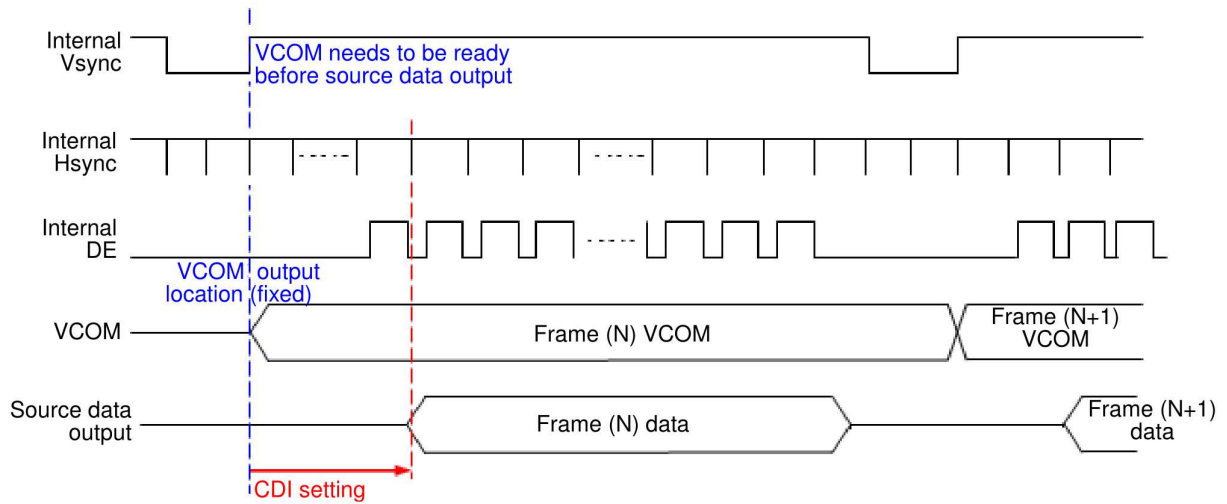 Internal
Vsync
VCOM needs to be ready
before source data output
Internal
Hsync
Internal
DE
VCOM output
location (fixed)
VCOM
Frame (N) VCOM
Frame (N+1)
VCOM
Source data
output
Frame (N) data
Frame (N+1)
data
CDI setting